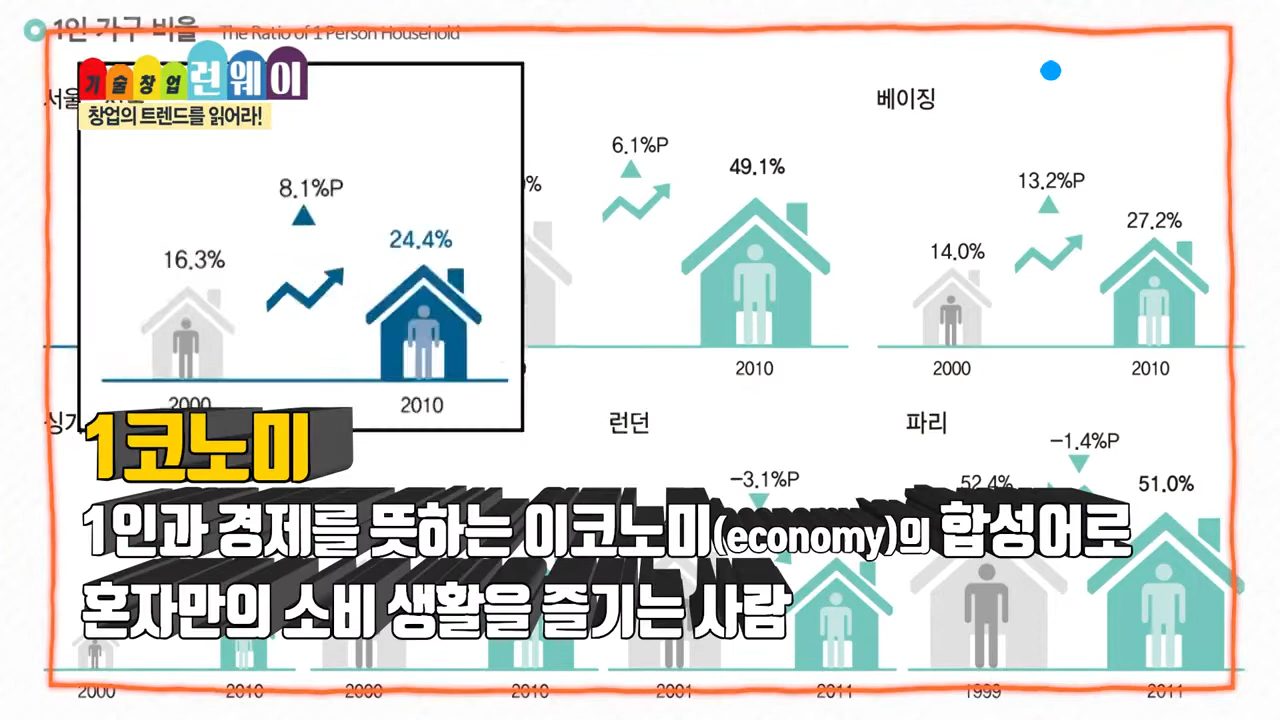 1인 가구 비율 The Ratio of 1 Person Household
기술창업런웨이
창업의 트렌드를 읽어라!
서울
8.1%P
16.3%
24.4%
2000
2010
6.1%P
49.1%
2010
베이징
13.2%P
14.0%
27.2%
2000
2010
런던
-3.1%P
파리
-1.4%P
52.4%
51.0%
1코노미
1인과 경제를 뜻하는 이코노미(economy)의 합성어로
혼자만의 소비 생활을 즐기는 사람
2000
2010
2000
2010
2001
2011
1999
2011